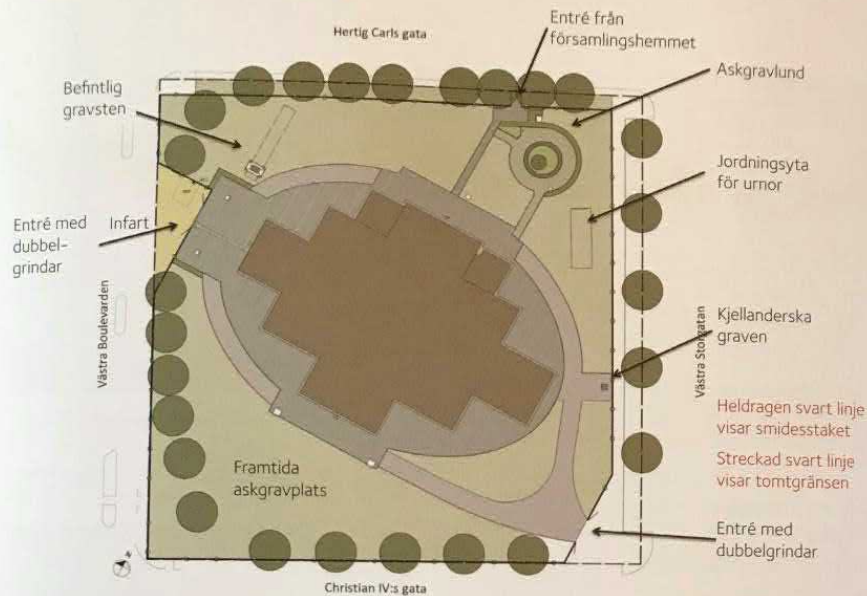 Hertig Carls gata
Entré från
församlingshemmet
Befintlig
gravsten
Askgravlund
Jordningsyta
för urnor
Entré med
dubbel-
grindar
Infart
Västra Boulevarden
Västra Storgatan
Kjellanderska
graven
Heldragen svart linje
visar smidesstaket
Streckad svart linje
visar tomtgränsen
Framtida
askgravplats
Entré med
dubbelgrindar
Christian IV:s gata